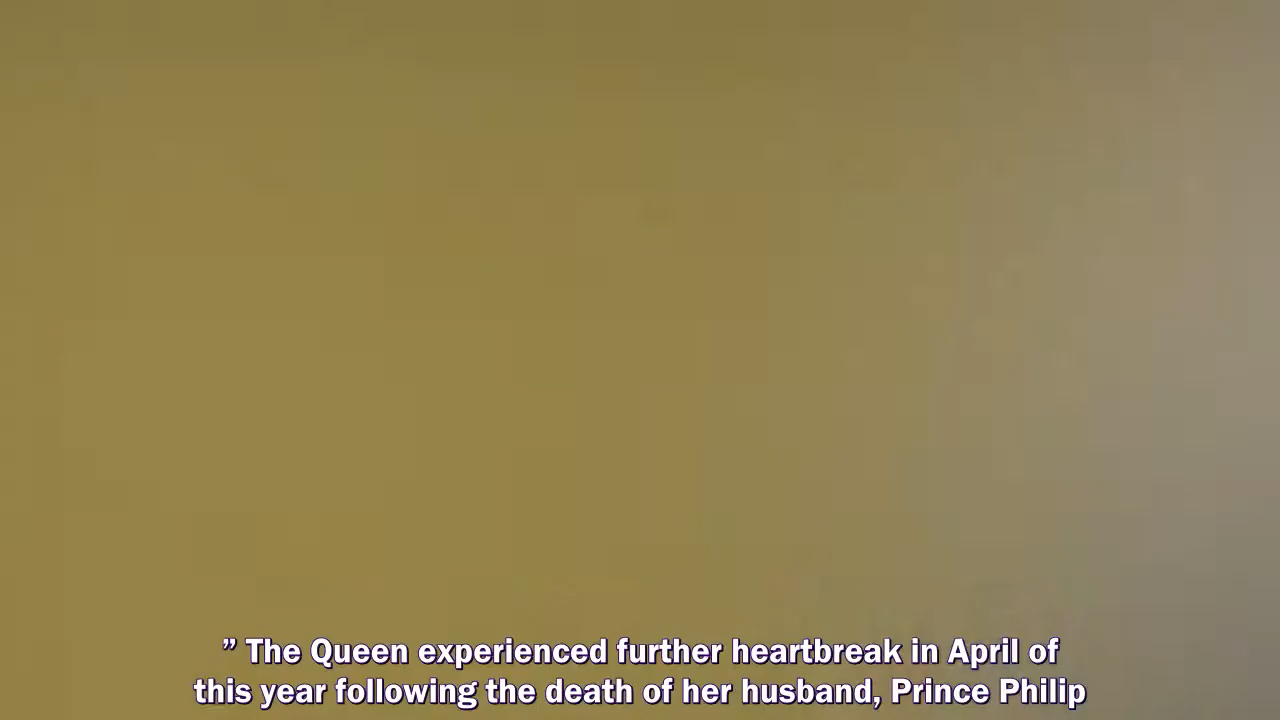 ” The Queen experienced further heartbreak in April of
this year following the death of her husband, Prince Philip